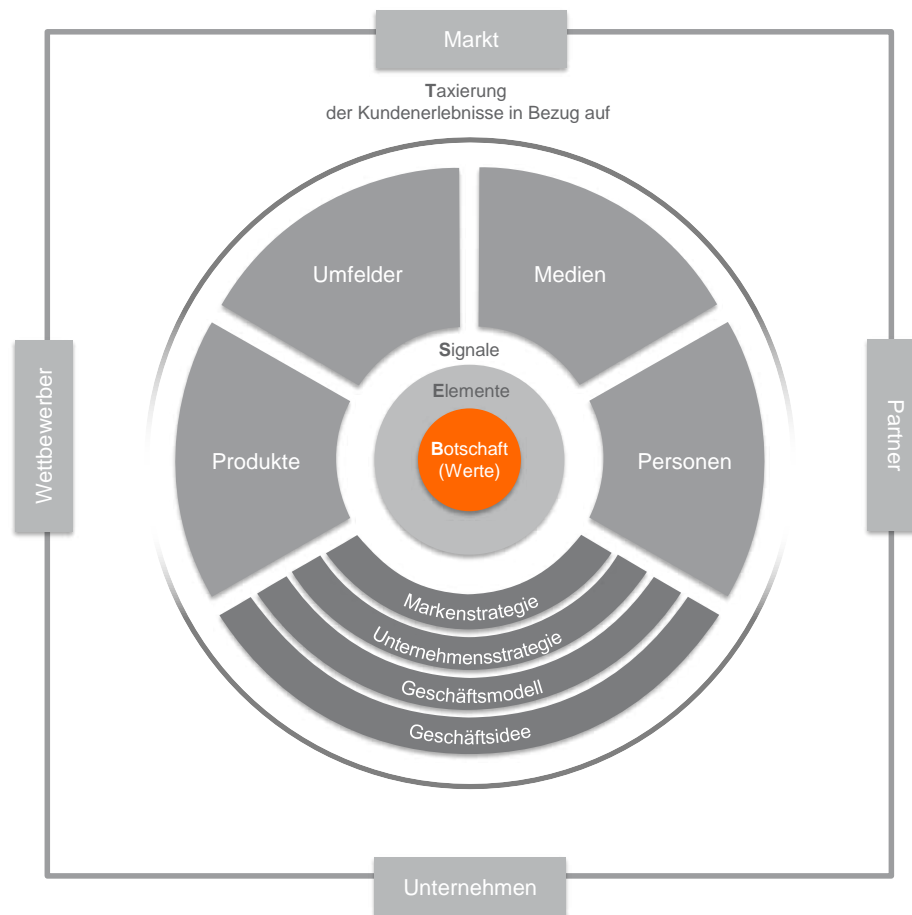 Markt
Taxierung
der Kundenerlebnisse in Bezug auf
Umfelder
Medien
Signale
Elemente
Botschaft
(Werte)
Produkte
Personen
Wettbewerber
Partner
Markenstrategie
Unternehmensstrategie
Geschäftsmodell
Geschäftsidee
Unternehmen